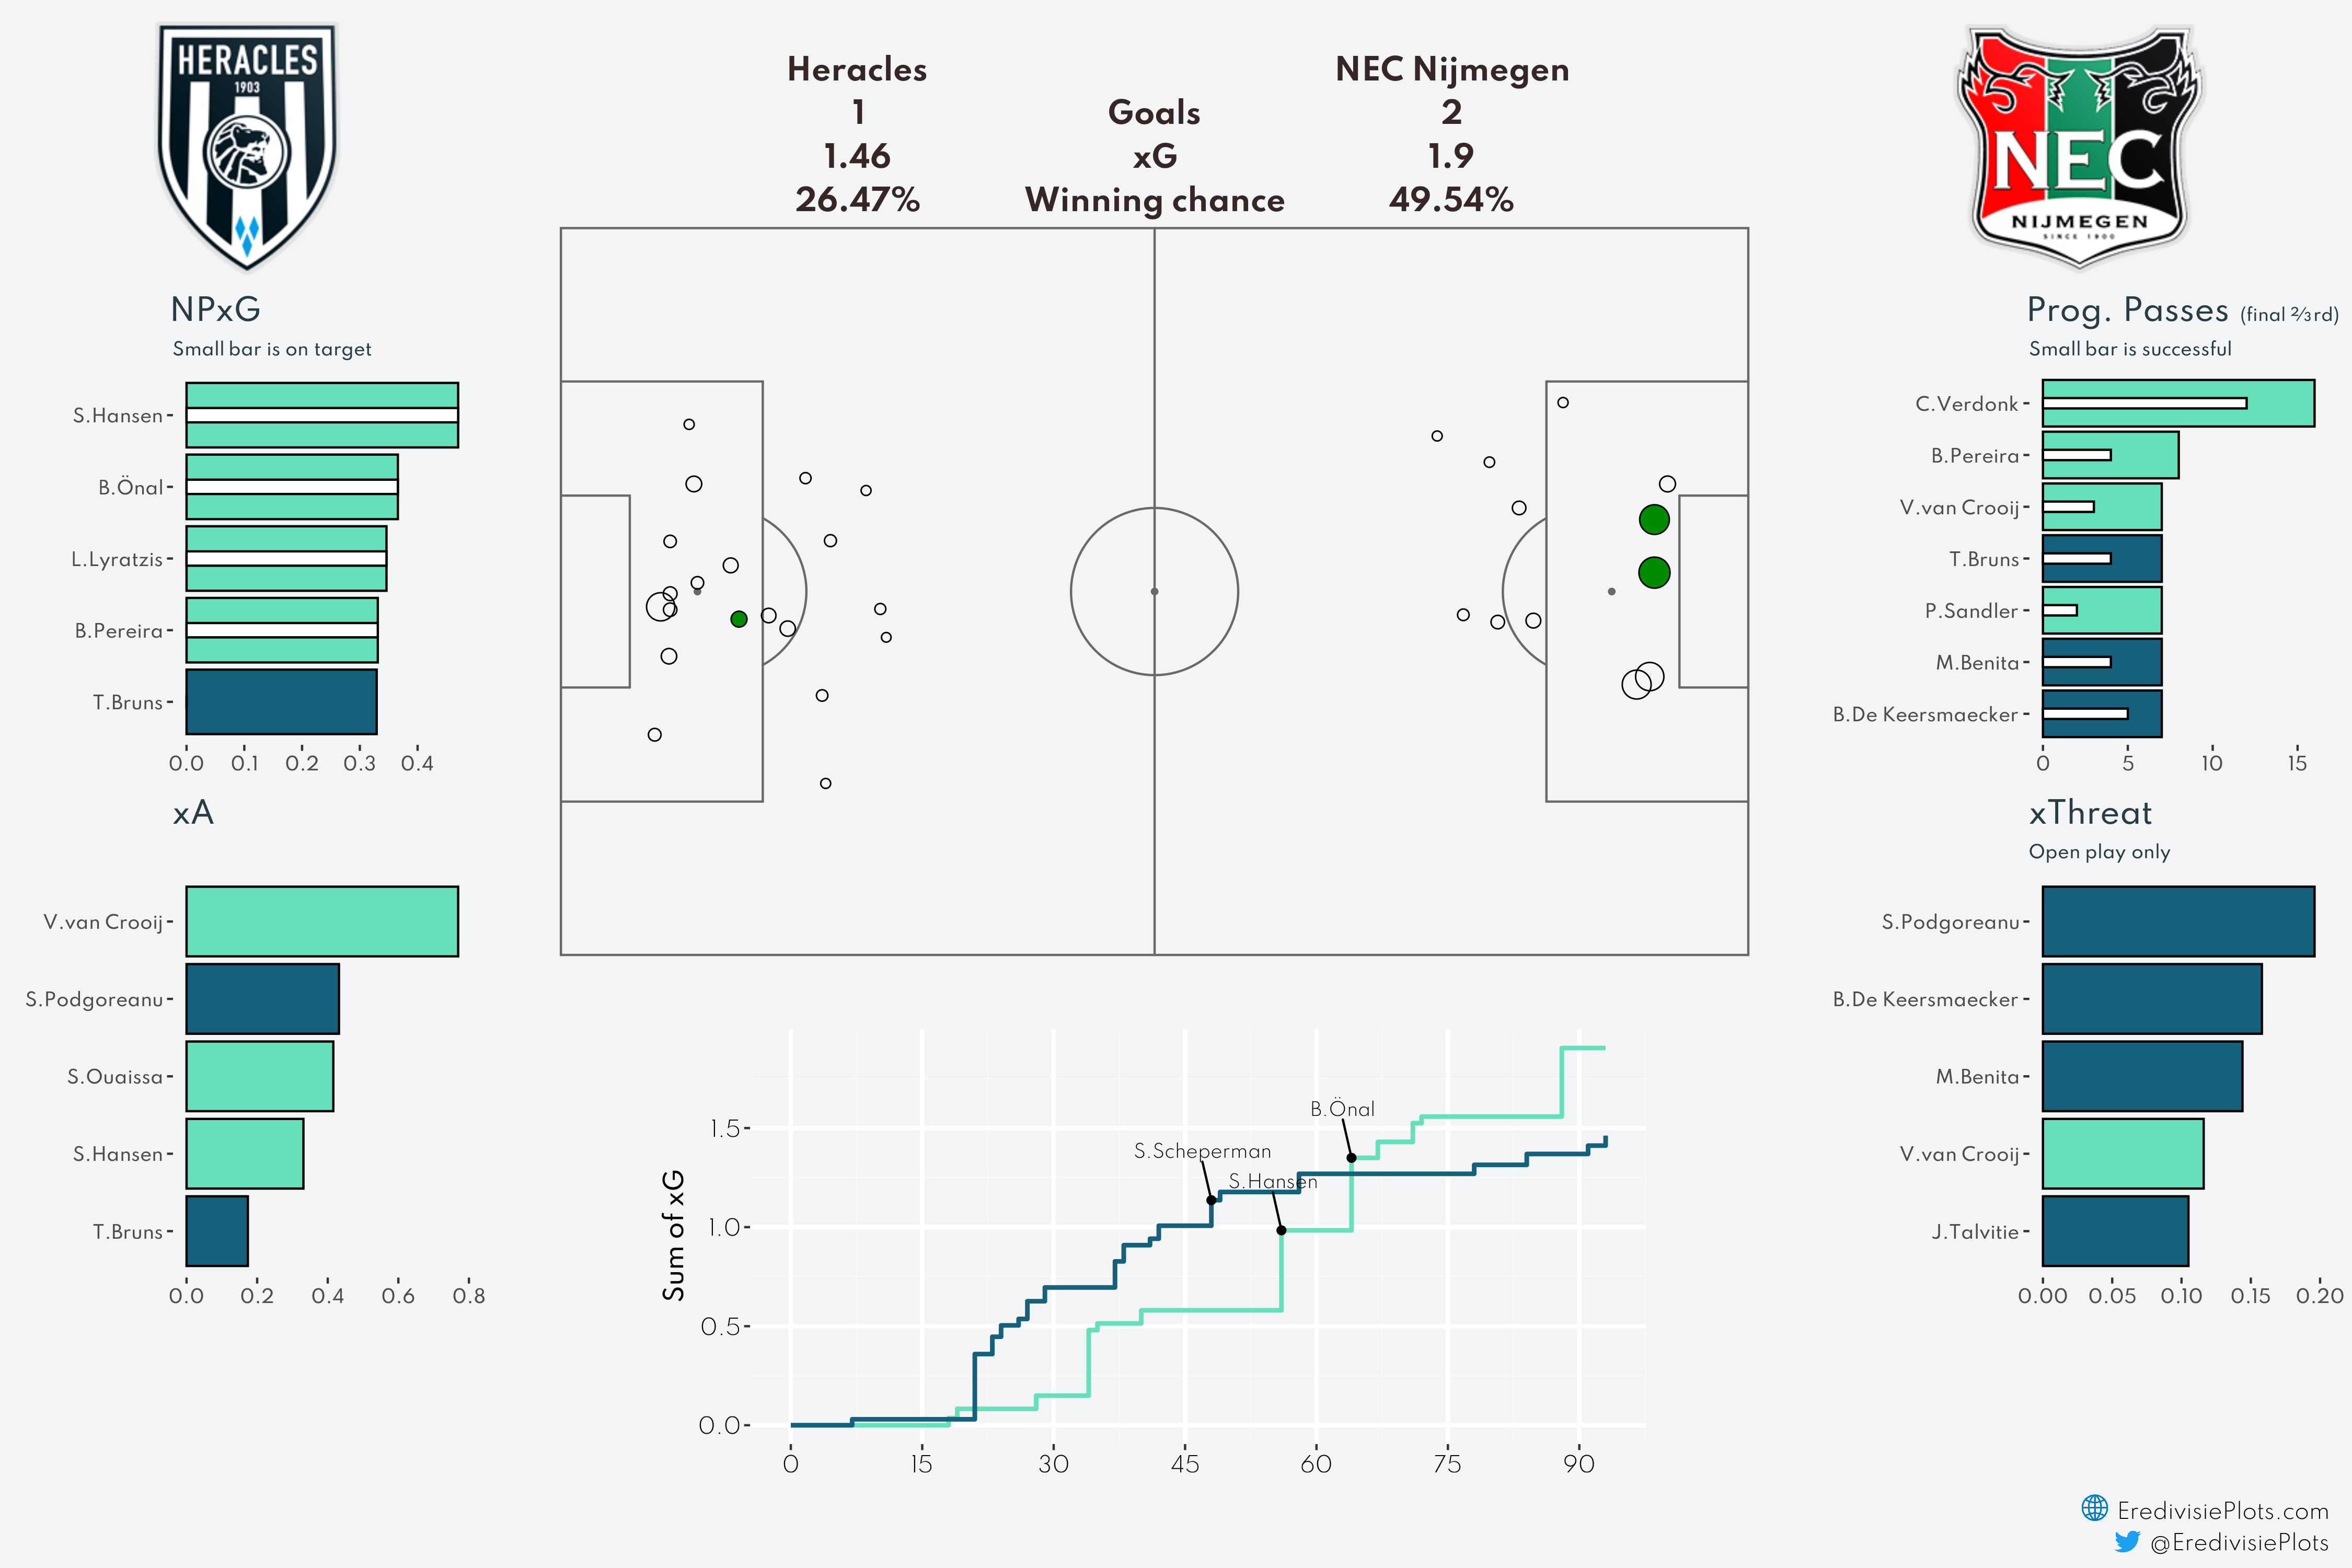 HERACLES
1903
Heracles NEC Nijmegen
1 Goals 2
1.46 xG 1.9
26.47% Winning chance 49.54%
NEC
NIJMEGEN
SINCE 1900
NPxG
Small bar is on target
S.Hansen
B.Önal
L.Lyratzis
B.Pereira
T.Bruns
0.0 0.1 0.2 0.3 0.4
xA
V.van Crooij
S.Podgoreanu
S.Ouaissa
S.Hansen
T.Bruns
0.0 0.2 0.4 0.6 0.8
Sum of xG
1.5
1.0
0.5
0.0
S.Scheperman
S.Hansen
B.Önal
0 15 30 45 60 75 90
Prog. Passes (final ⅔rd)
Small bar is successful
C.Verdonk
B.Pereira
V.van Crooij
T.Bruns
P.Sandler
M.Benita
B.De Keersmaecker
0 5 10 15
xThreat
Open play only
S.Podgoreanu
B.De Keersmaecker
M.Benita
V.van Crooij
J.Talvitie
0.00 0.05 0.10 0.15 0.20
EredivisiePlots.com
@EredivisiePlots